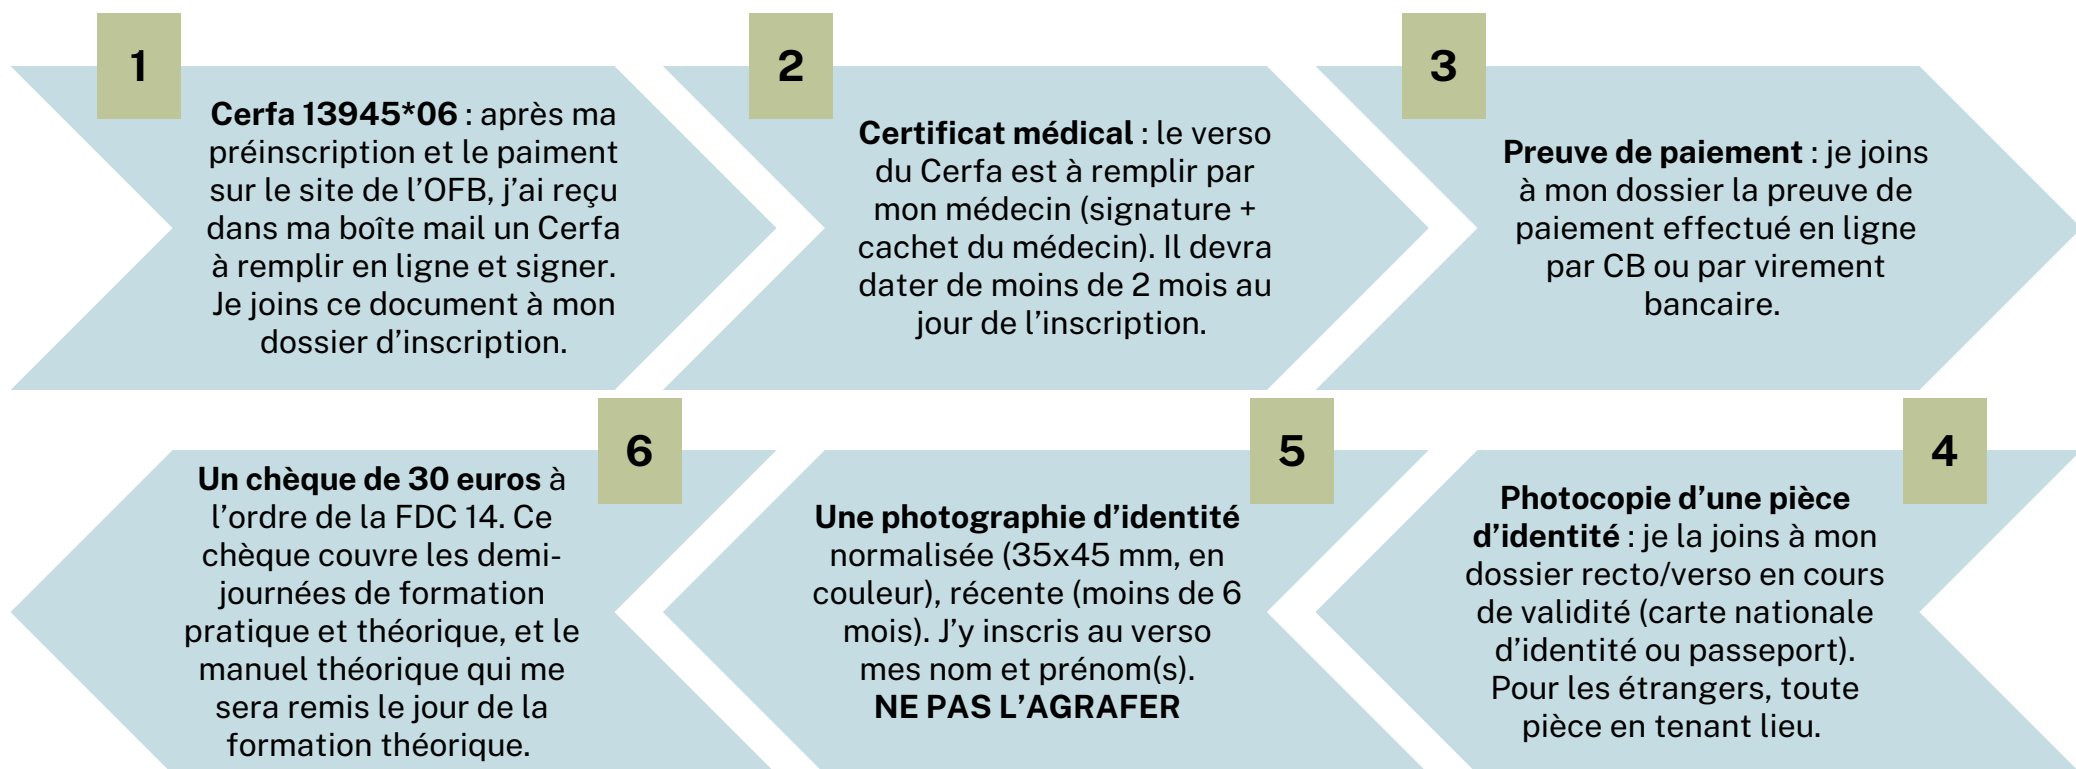 1
Cerfa 13945*06 : après ma
préinscription et le paiment
sur le site de l’OFB, j’ai reçu
dans ma boîte mail un Cerfa
à remplir en ligne et signer.
Je joins ce document à mon
dossier d’inscription.
2
Certificat médical : le verso
du Cerfa est à remplir par
mon médecin (signature +
cachet du médecin). Il devra
dater de moins de 2 mois au
jour de l’inscription.
3
Preuve de paiement : je joins
à mon dossier la preuve de
paiement effectué en ligne
par CB ou par virement
bancaire.
4
Photocopie d’une pièce
d’identité : je la joins à mon
dossier recto/verso en cours
de validité (carte nationale
d’identité ou passeport).
Pour les étrangers, toute
pièce en tenant lieu.
5
Une photographie d’identité
normalisée (35x45 mm, en
couleur), récente (moins de 6
mois). J’y inscris au verso
mes nom et prénom(s).
NE PAS L’AGRAFER
6
Un chèque de 30 euros à
l’ordre de la FDC 14. Ce
chèque couvre les demi-
journées de formation
pratique et théorique, et le
manuel théorique qui me
sera remis le jour de la
formation théorique.